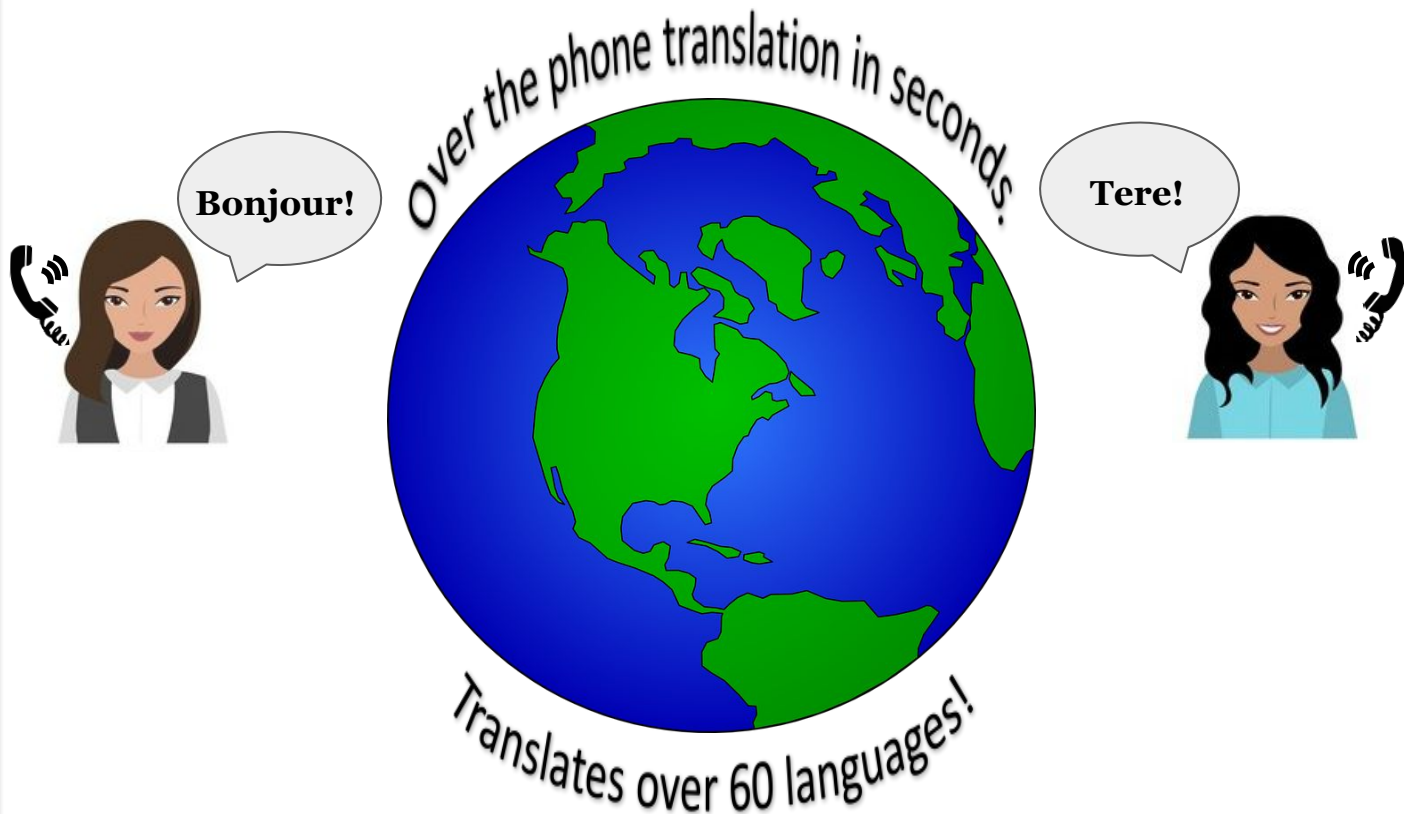 Over the phone translation in seconds.
Bonjour!
Tere!
Translates over 60 languages!